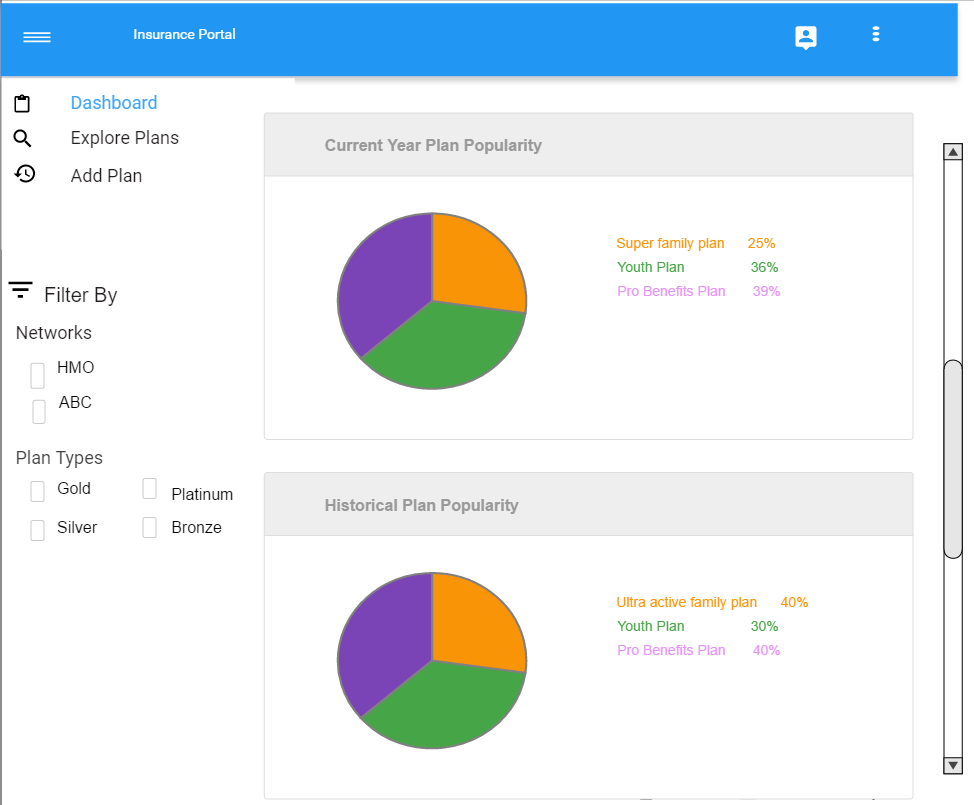 Insurance Portal
Dashboard
Explore Plans
Add Plan
Filter By
Networks
HMO
ABC
Plan Types
Gold
Platinum
Silver
Bronze
Current Year Plan Popularity
Super family plan 25%
Youth Plan 36%
Pro Benefits Plan 39%
Historical Plan Popularity
Ultra active family plan 40%
Youth Plan 30%
Pro Benefits Plan 40%